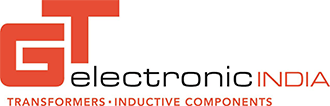 GT electronic INDIA
TRANSFORMERS • INDUCTIVE COMPONENTS